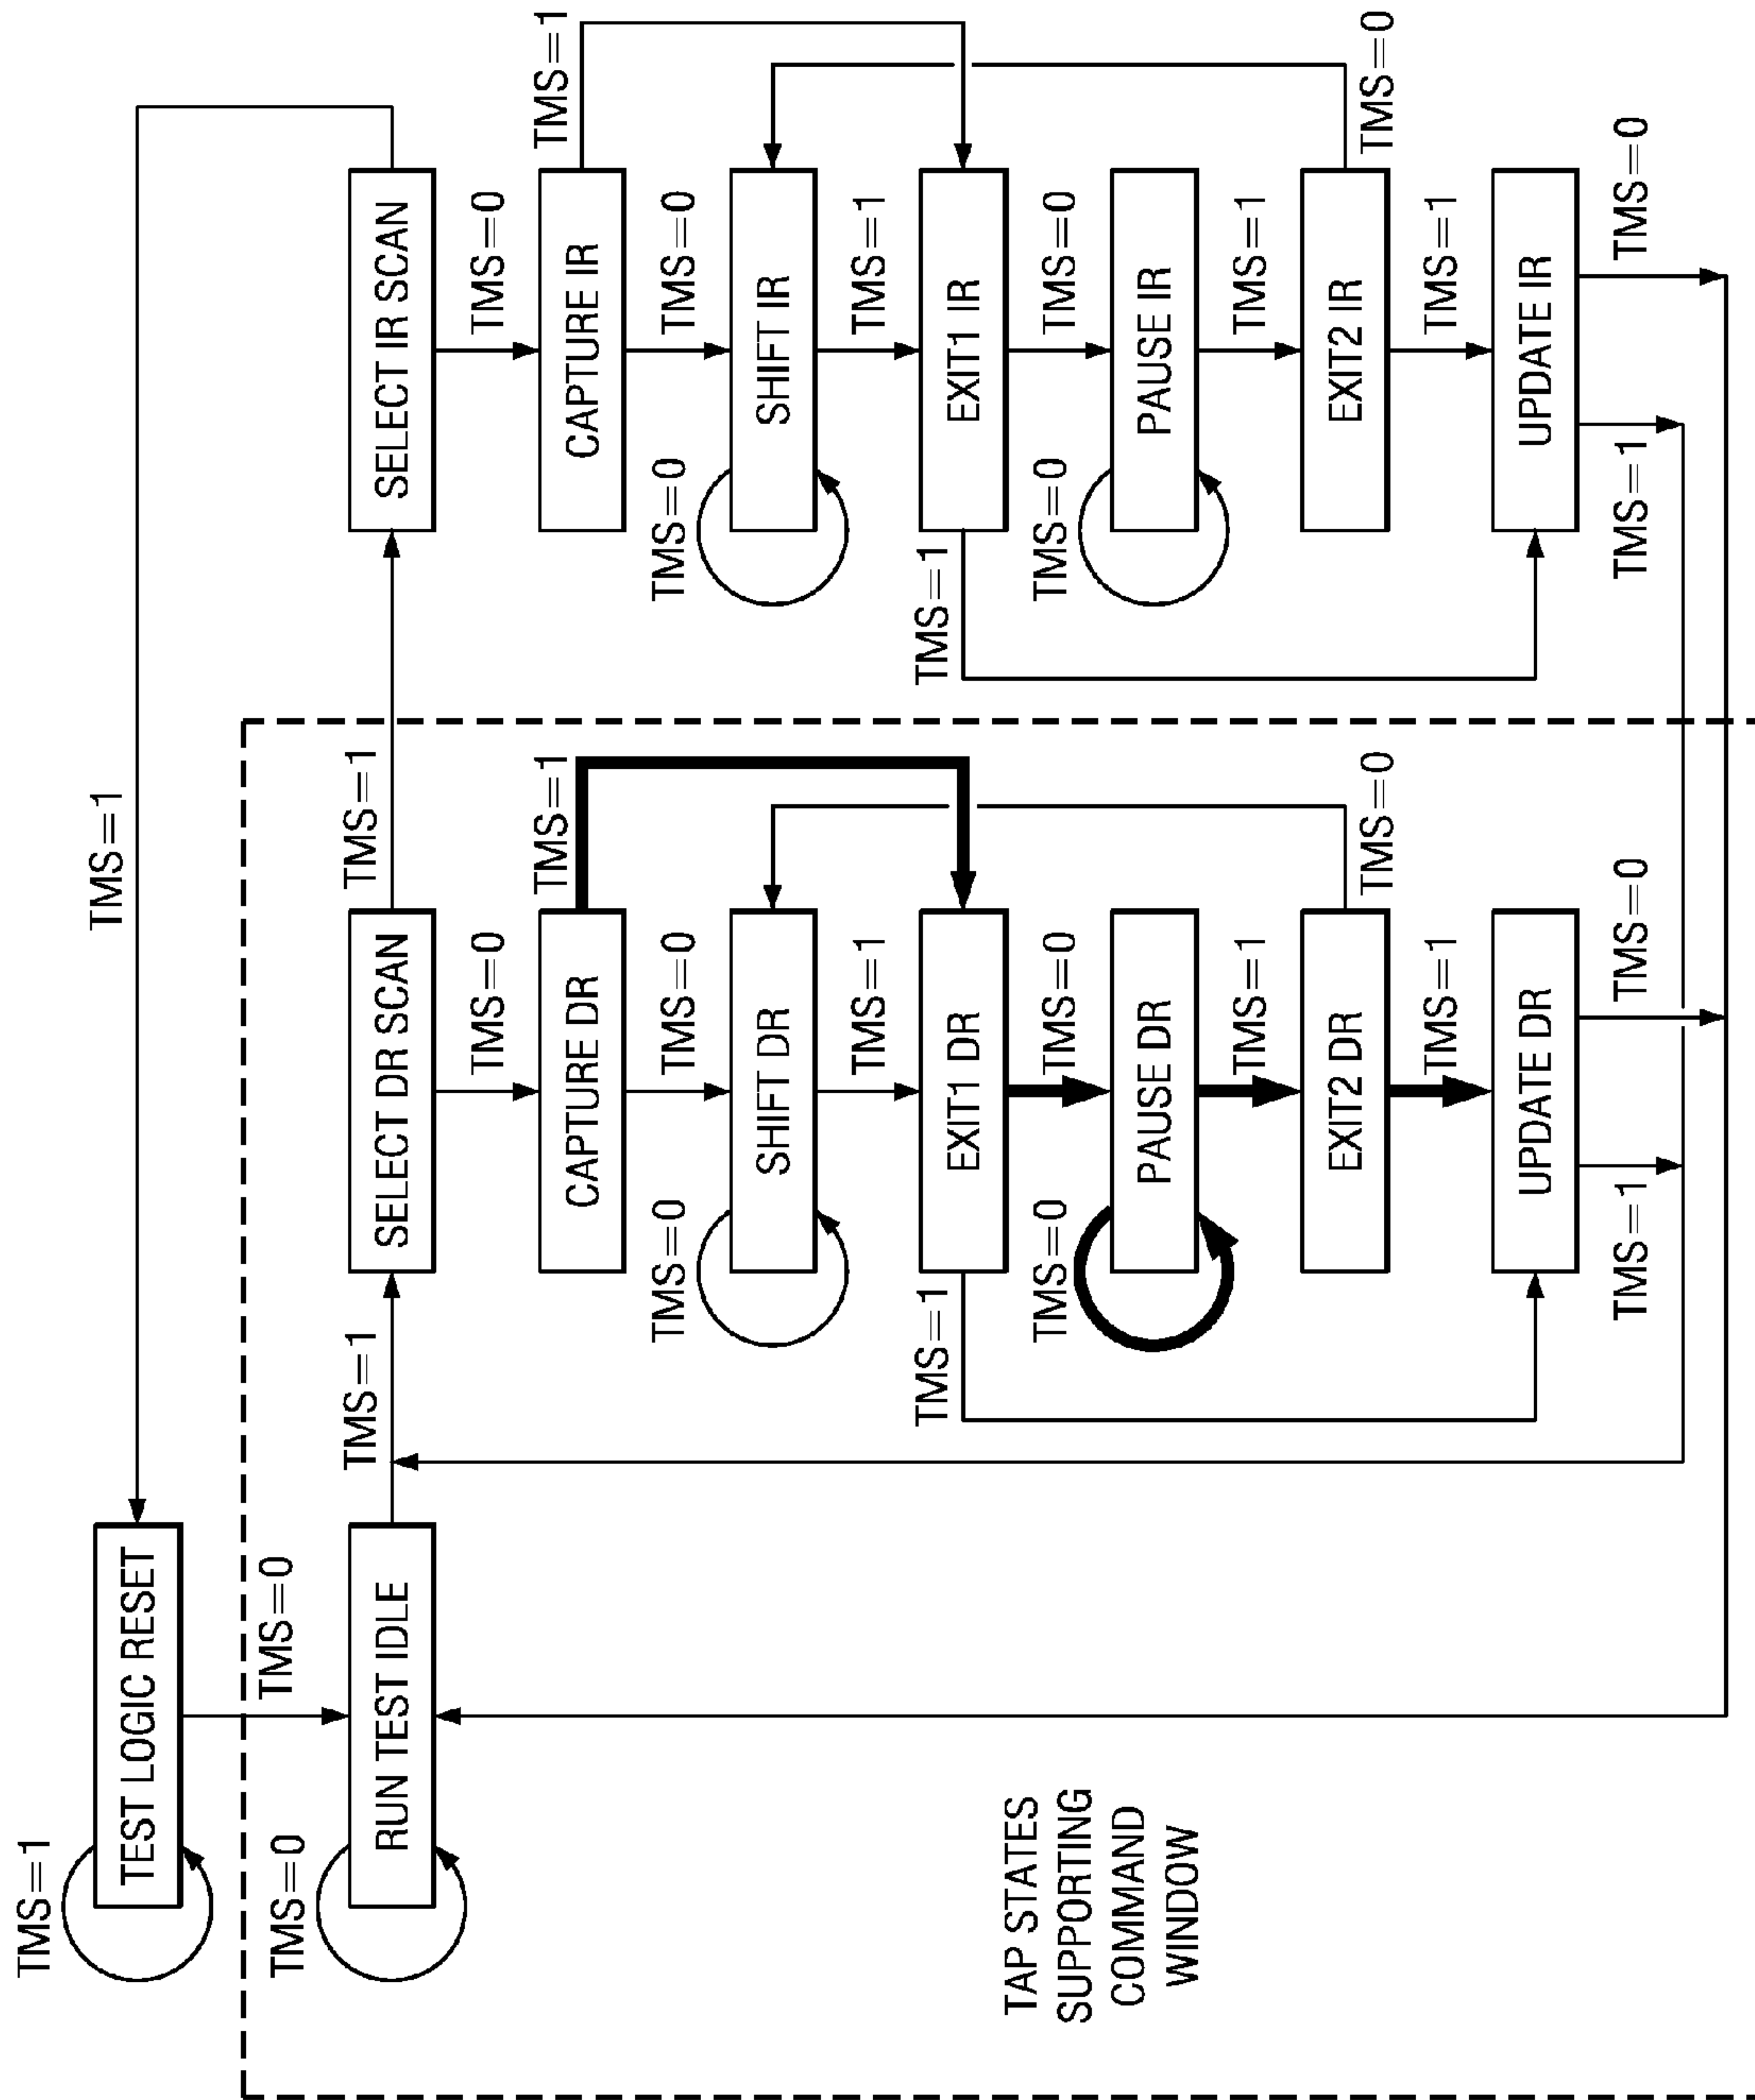 TMS=1
TMS=1
TEST LOGIC RESET
TMS=0
TMS=0
TMS=1
TMS=1
RUN TEST IDLE
SELECT DR SCAN
SELECT IR SCAN
TMS=0
TMS=0
TMS=1
TMS=1
CAPTURE DR
CAPTURE IR
TMS=0
TMS=0
TMS=0
TMS=0
SHIFT DR
SHIFT IR
TMS=1
TMS=1
TMS=1
TMS=1
EXIT1 DR
EXIT1 IR
TAP STATES
SUPPORTING
COMMAND
WINDOW
TMS=0
TMS=0
TMS=0
TMS=0
PAUSE DR
PAUSE IR
TMS=1
TMS=1
EXIT2 DR
EXIT2 IR
TMS=0
TMS=0
TMS=1
TMS=1
UPDATE DR
UPDATE IR
TMS=1
TMS=0
TMS=1
TMS=0